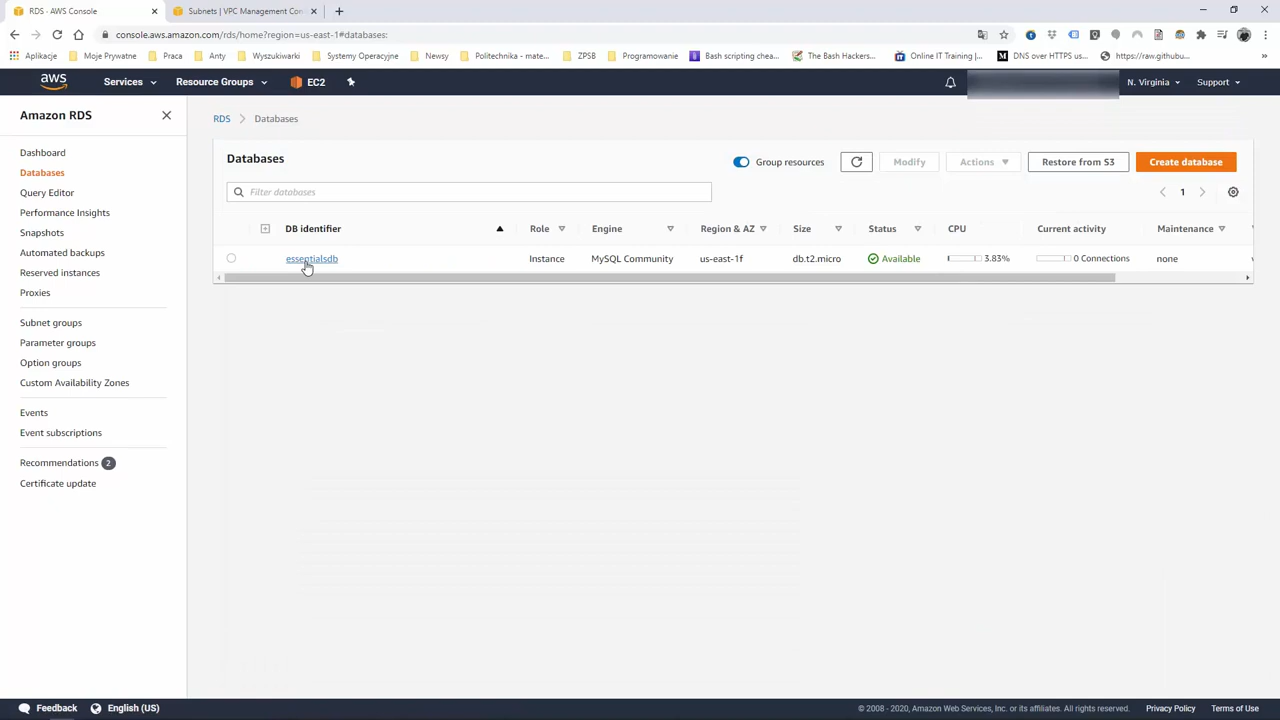 RDS - AWS Console
Subnets | VPC Management Con
console.aws.amazon.com/rds/home?region=us-east-1#databases:
Aplikacje
Moje Prywatne
Praca
Anty
Wyszukiwarki
Systemy Operacyjne
Newsy
Politechnika - mate...
ZPSB
Programowanie
Bash scripting chea...
The Bash Hackers...
Online IT Training |...
DNS over HTTPS us...
https://raw.githubu...
aws
Services
Resource Groups
EC2
N. Virginia
Support
Amazon RDS
Dashboard
Databases
Query Editor
Performance Insights
Snapshots
Automated backups
Reserved instances
Proxies
Subnet groups
Parameter groups
Option groups
Custom Availability Zones
Events
Event subscriptions
Recommendations 2
Certificate update
RDS > Databases
Databases
Group resources
Modify
Actions
Restore from S3
Create database
Filter databases
1
DB identifier Role Engine Region & AZ Size Status CPU Current activity Maintenance
essentialsdb Instance MySQL Community us-east-1f db.t2.micro Available 3.83% 0 Connections none
Feedback
English (US)
© 2008 - 2020, Amazon Web Services, Inc. or its affiliates. All rights reserved.
Privacy Policy
Terms of Use